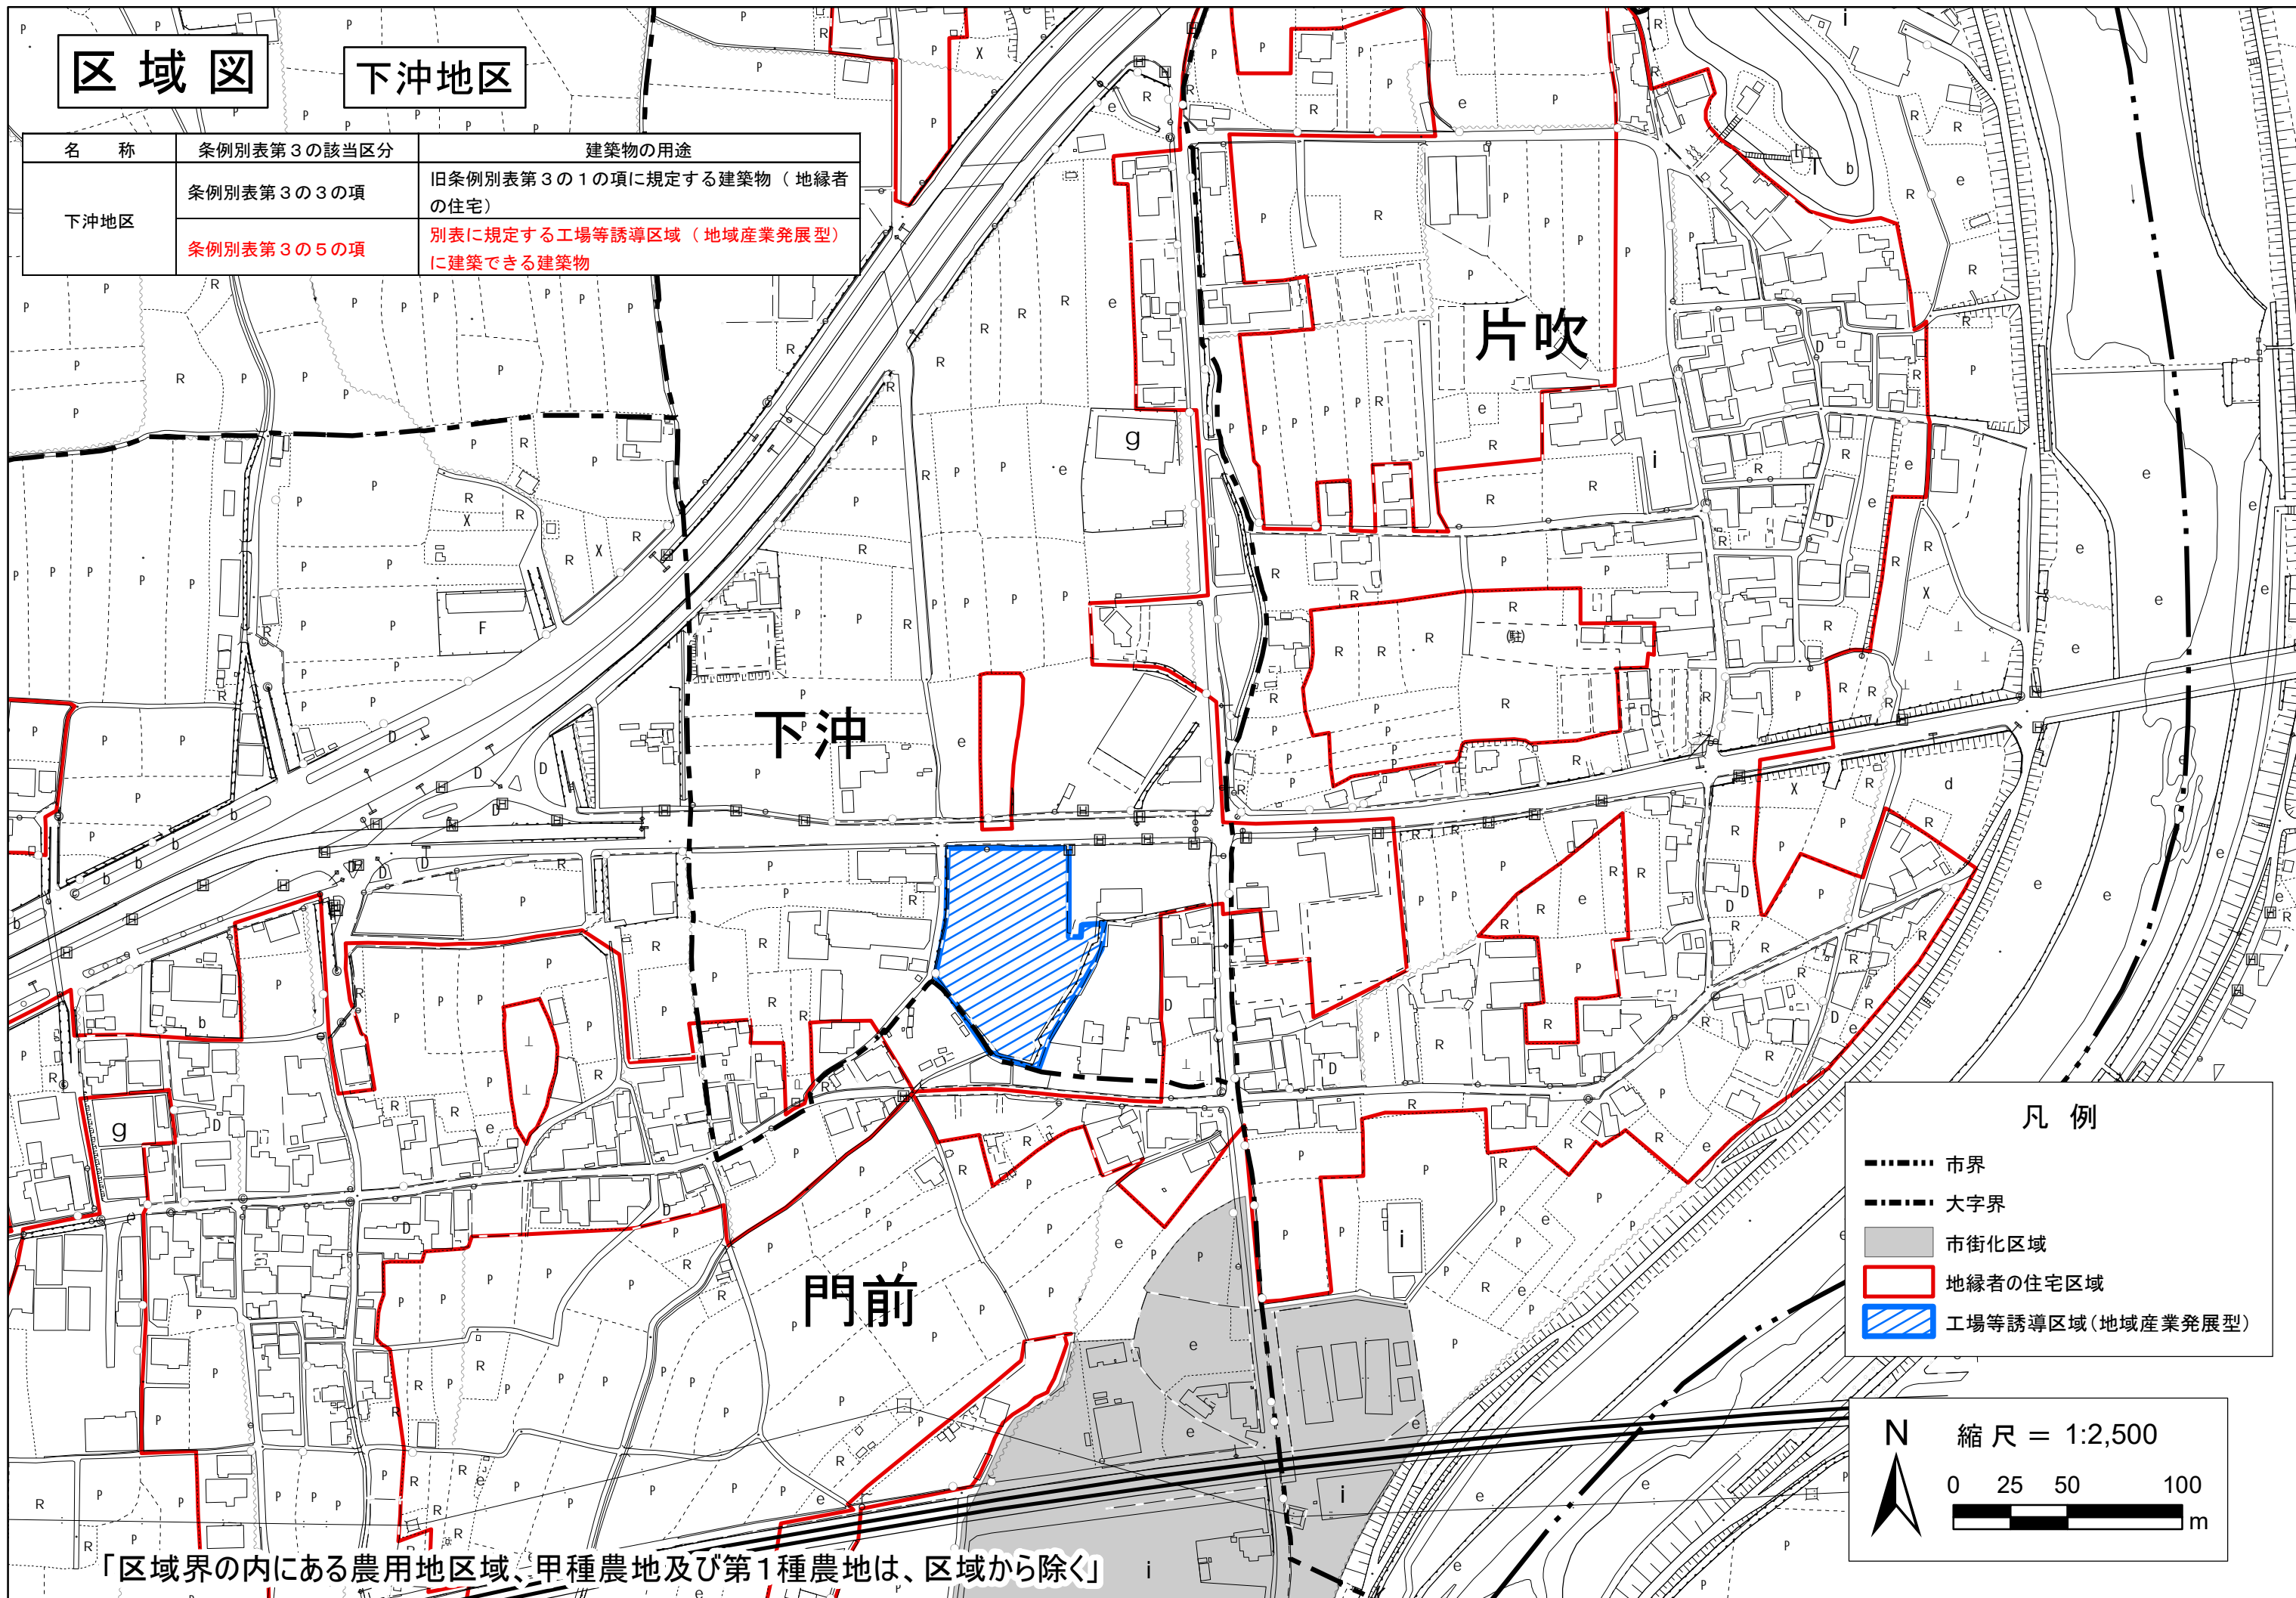 区域図
下沖地区
名　称 条例別表第３の該当区分 建築物の用途
下沖地区
条例別表第３の３の項
旧条例別表第３の１の項に規定する建築物（地縁者
の住宅）
条例別表第３の５の項
別表に規定する工場等誘導区域（地域産業発展型）
に建築できる建築物
片吹
下沖
(駐)
門前
凡 例
市界
大字界
市街化区域
地縁者の住宅区域
工場等誘導区域(地域産業発展型)
N
縮 尺 = 1:2,500
0 25 50 100
m
「区域界の内にある農用地区域、甲種農地及び第１種農地は、区域から除く」